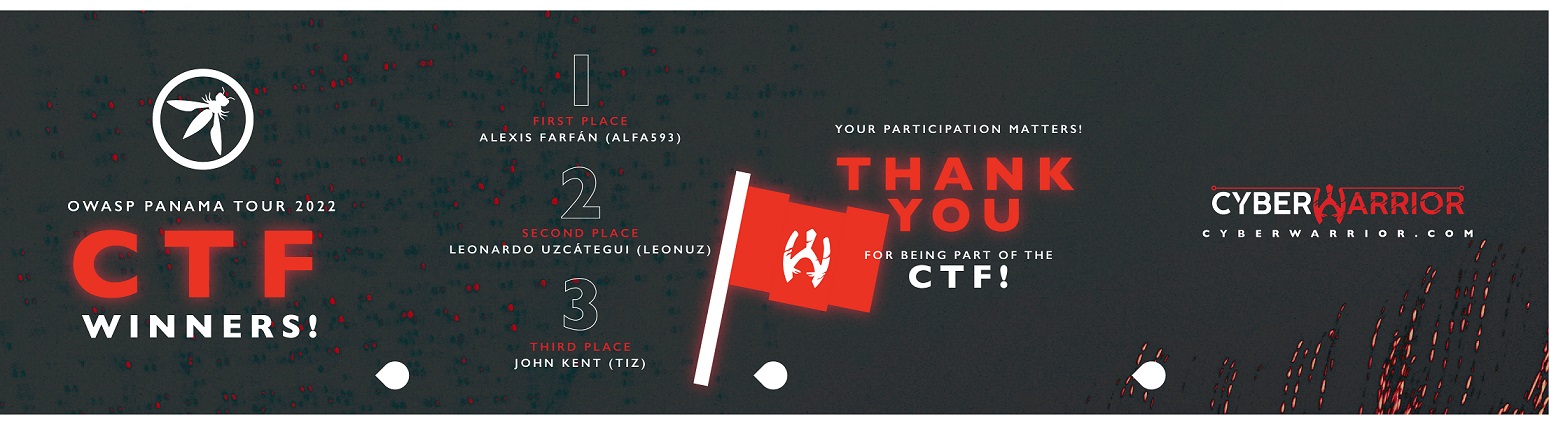 OWASP PANAMA TOUR 2022
CTF
WINNERS!
1
FIRST PLACE
ALEXIS FARFÁN (ALFA593)
2
SECOND PLACE
LEONARDO UZCÁTEGUI (LEONUZ)
3
THIRD PLACE
JOHN KENT (TIZ)
YOUR PARTICIPATION MATTERS!
THANK
YOU
FOR BEING PART OF THE
CTF!
CYBERWARRIOR
CYBERWARRIOR.COM